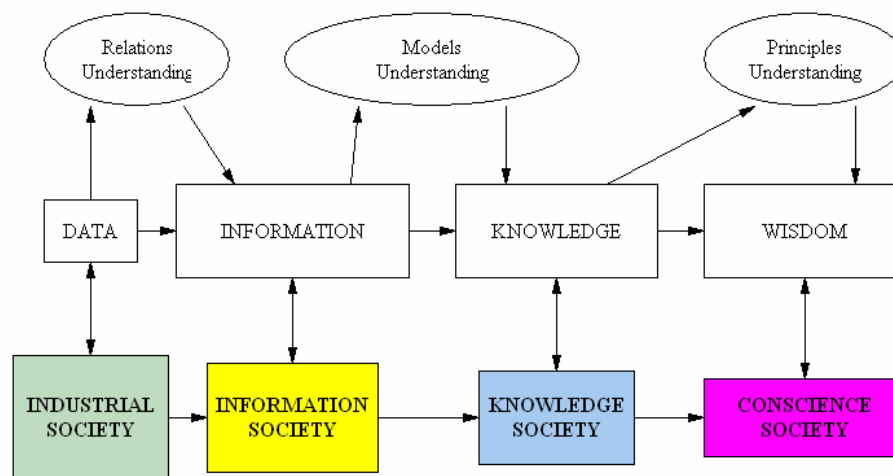 Relations
Understanding
Models
Understanding
Principles
Understanding
DATA
INFORMATION
KNOWLEDGE
WISDOM
INDUSTRIAL
SOCIETY
INFORMATION
SOCIETY
KNOWLEDGE
SOCIETY
CONSCIENCE
SOCIETY